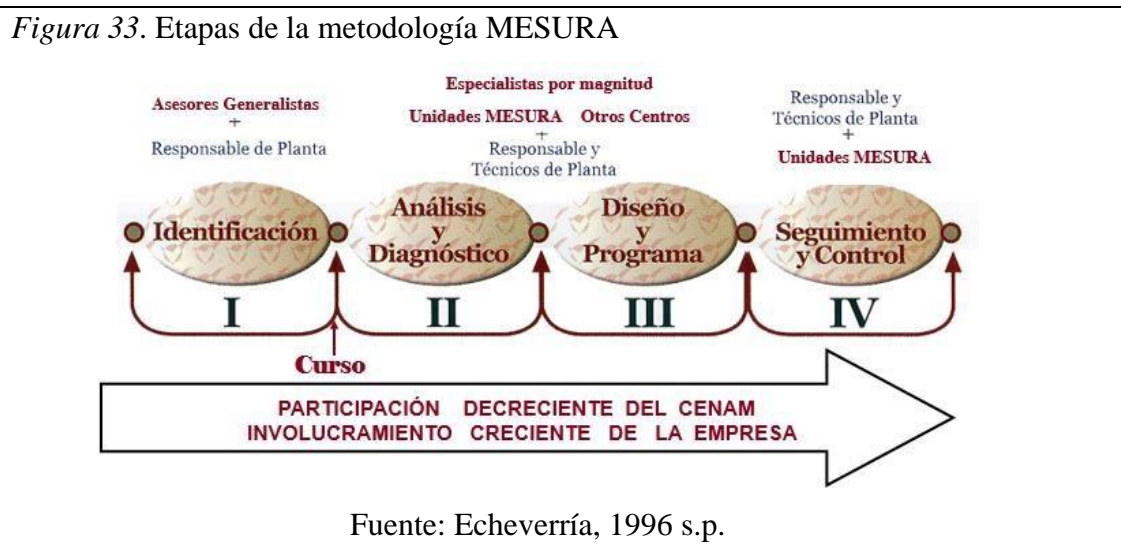 Figura 33. Etapas de la metodología MESURA
Asesores Generalistas
+
Responsable de Planta
Especialistas por magnitud
Unidades MESURA Otros Centros
+
Responsable y
Técnicos de Planta
Responsable y
Técnicos de Planta
+
Unidades MESURA
Identificación
Análisis
y
Diagnóstico
Diseño
y
Programa
Seguimiento
y Control
I
II
III
IV
Curso
PARTICIPACIÓN DECRECIENTE DEL CENAM
INVOLUCRAMIENTO CRECIENTE DE LA EMPRESA
Fuente: Echeverría, 1996 s.p.